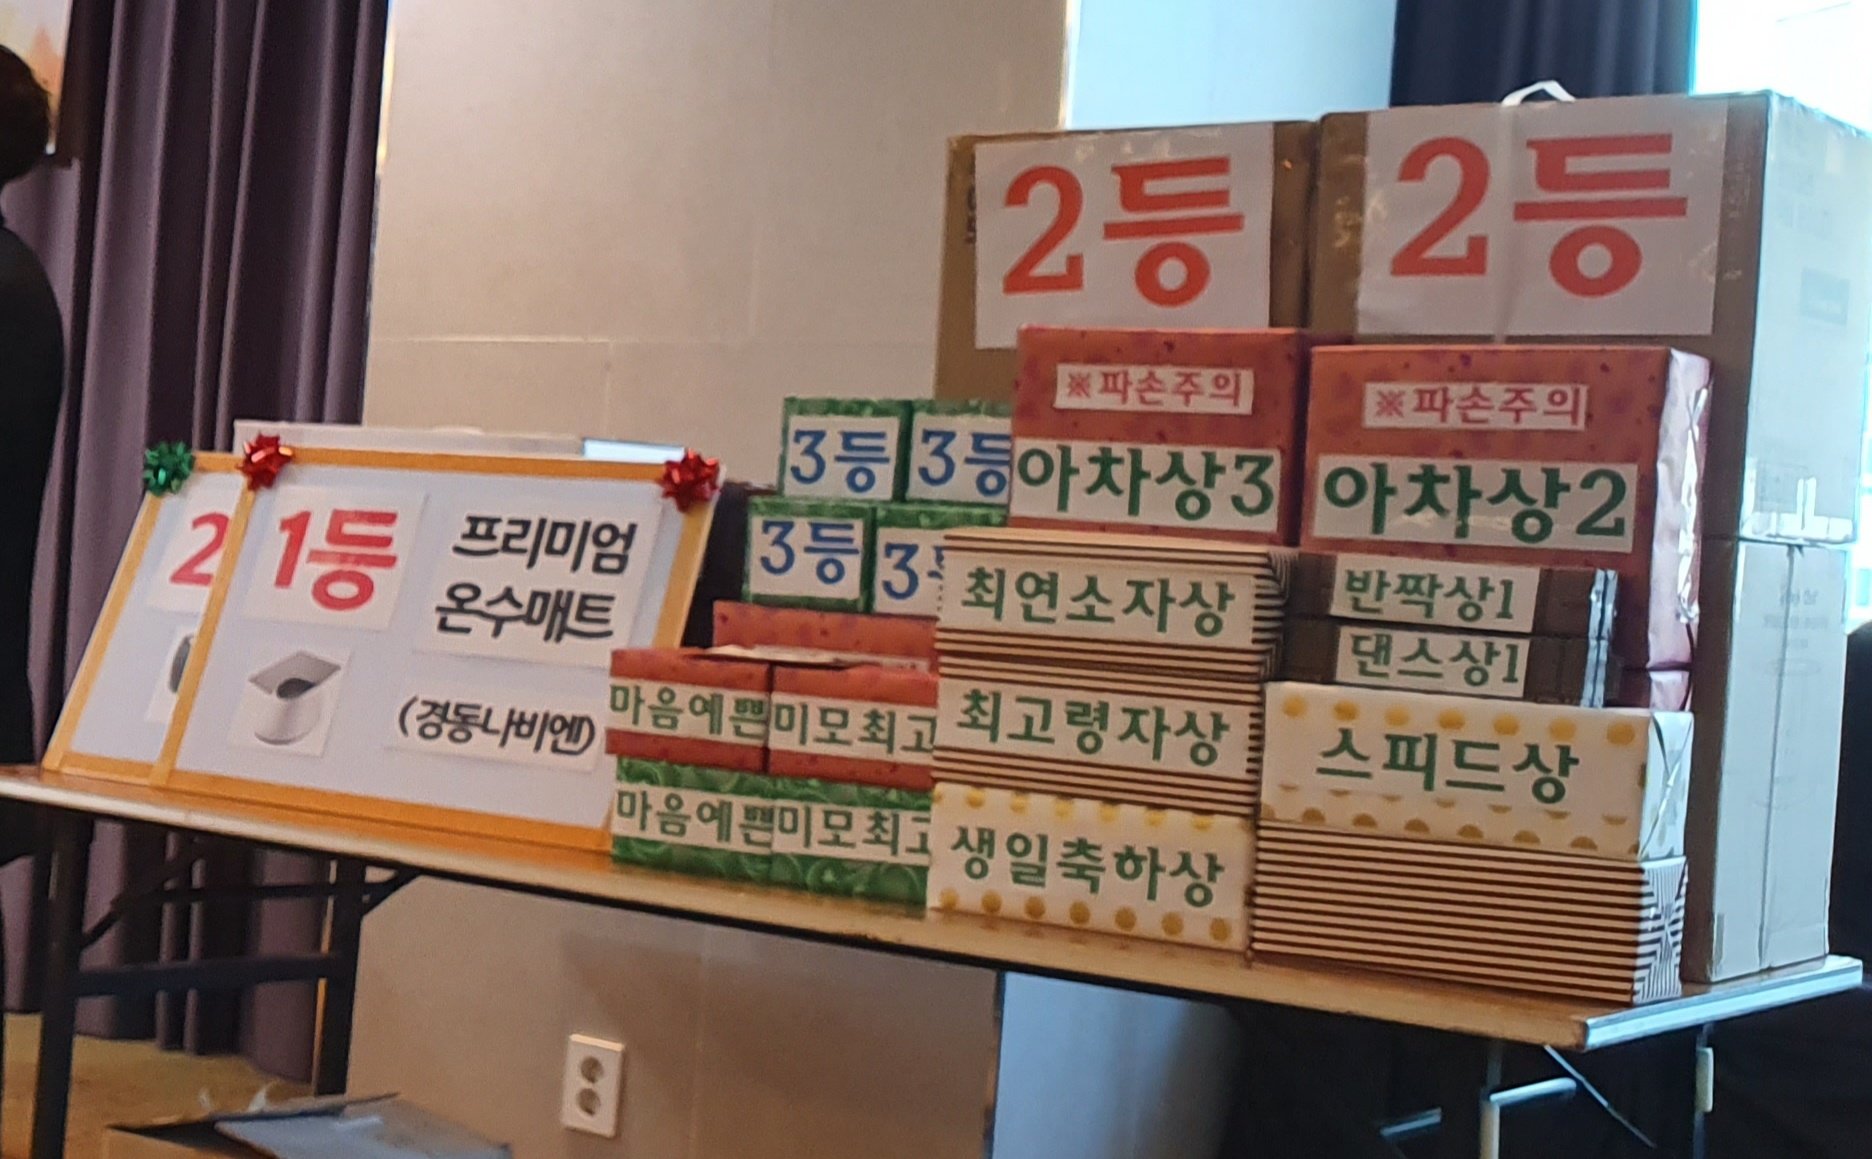 2등
2등
※파손주의
※파손주의
아차상3
아차상2
3등
3등
3등
3
2
1등
프리미엄
온수매트
(경동나비엔)
최연소자상
반짝상1
댄스상1
마음예쁜
미모최고
최고령자상
스피드상
마음예쁜
미모최고
생일축하상